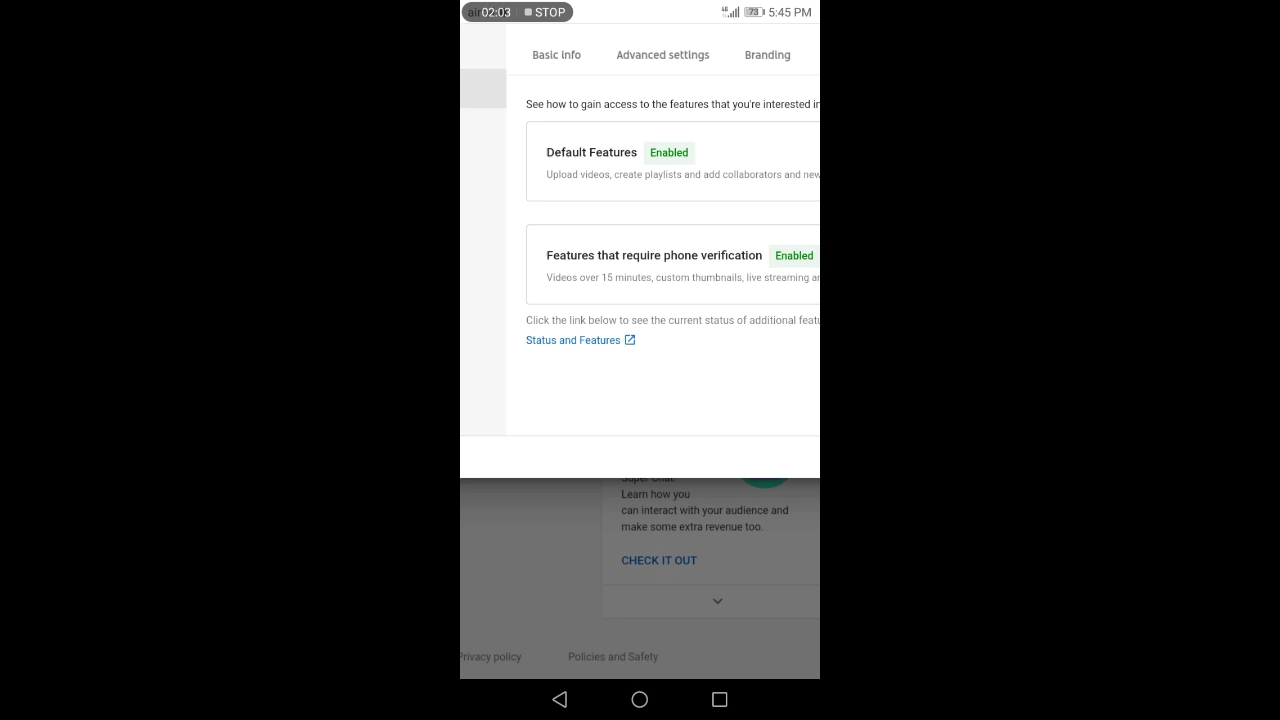 02:03 STOP 73 5:45 PM
Basic info Advanced settings Branding
See how to gain access to the features that you're interested in
Default Features Enabled
Upload videos, create playlists and add collaborators and new
Features that require phone verification Enabled
Videos over 15 minutes, custom thumbnails, live streaming an
Click the link below to see the current status of additional featu
Status and Features
Super Chat!
Learn how you
can interact with your audience and
make some extra revenue too.
CHECK IT OUT
Privacy policy Policies and Safety